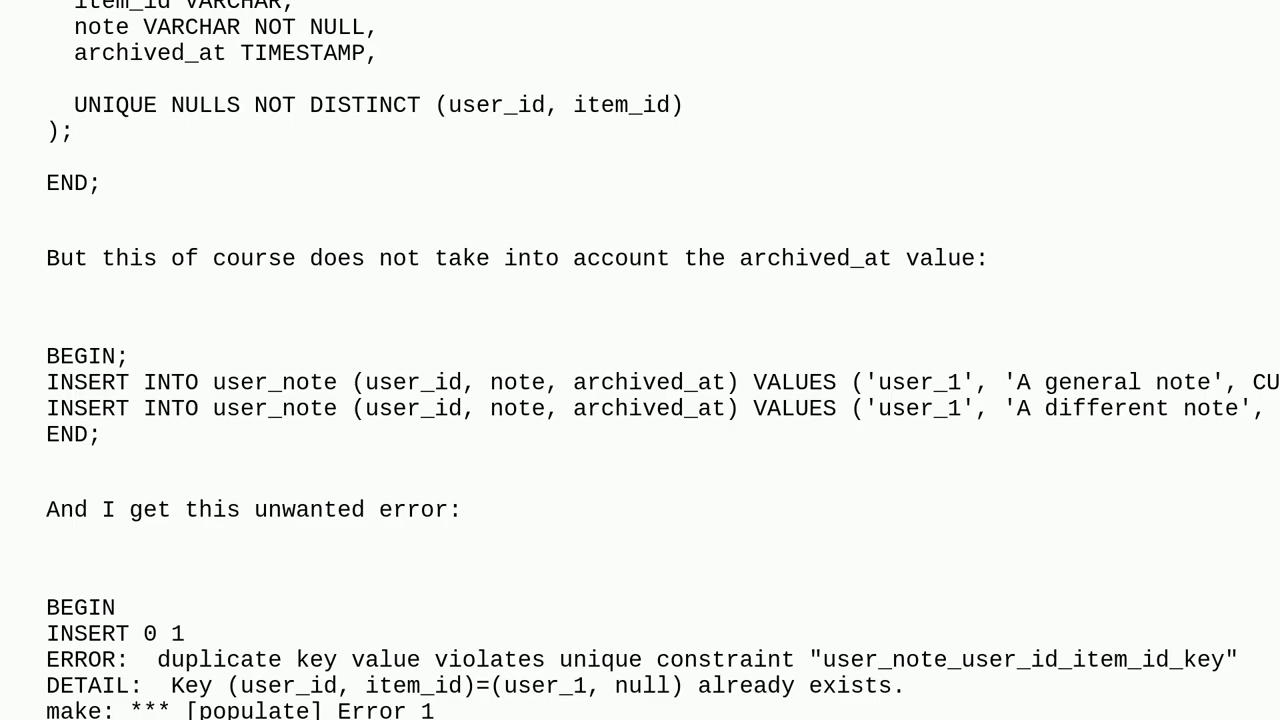 item_id VARCHAR,
note VARCHAR NOT NULL,
archived_at TIMESTAMP,
UNIQUE NULLS NOT DISTINCT (user_id, item_id)
);
END;
But this of course does not take into account the archived_at value:
BEGIN;
INSERT INTO user_note (user_id, note, archived_at) VALUES ('user_1', 'A general note', CU
INSERT INTO user_note (user_id, note, archived_at) VALUES ('user_1', 'A different note',
END;
And I get this unwanted error:
BEGIN
INSERT 0 1
ERROR:  duplicate key value violates unique constraint "user_note_user_id_item_id_key"
DETAIL:  Key (user_id, item_id)=(user_1, null) already exists.
make: *** [populate] Error 1